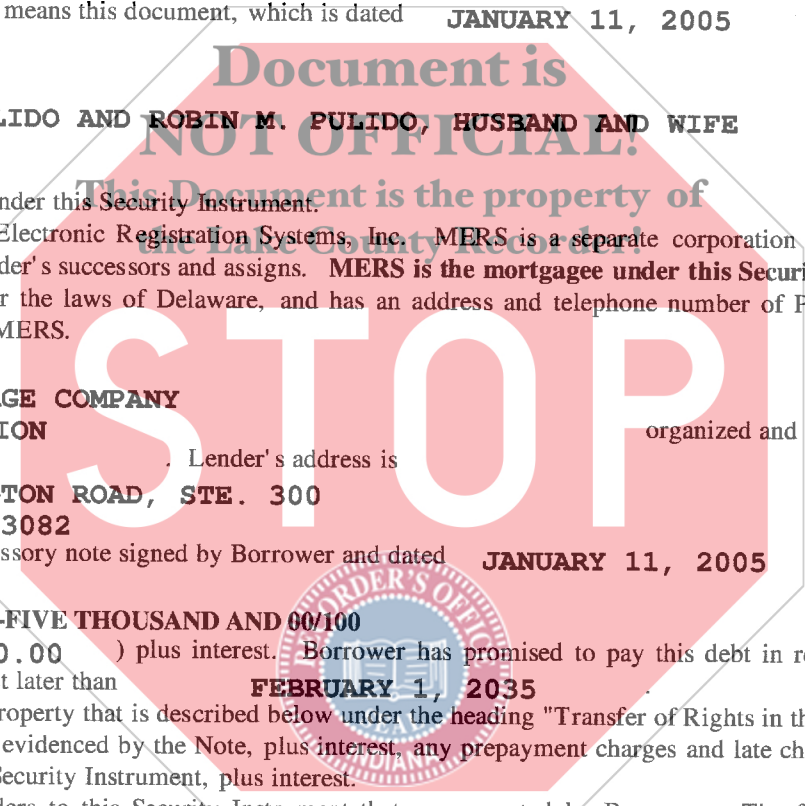 means this document, which is dated JANUARY 11, 2005
Document is
LIDO AND ROBIN M. PULIDO, HUSBAND AND WIFE
NOT OFFICIAL!
This Document is the property of
nder this Security Instrument.
the Lake County Recorder!
Electronic Registration Systems, Inc. MERS is a separate corporation
der's successors and assigns. MERS is the mortgagee under this Securi
r the laws of Delaware, and has an address and telephone number of P
MERS.
STOP
GE COMPANY
ION organized and
. Lender's address is
TON ROAD, STE. 300
3082
ssory note signed by Borrower and dated JANUARY 11, 2005
RECORDER'S OFFICE
-FIVE THOUSAND AND 00/100
0.00 ) plus interest. Borrower has promised to pay this debt in re
t later than FEBRUARY 1, 2035 .
roperty that is described below under the heading "Transfer of Rights in th
evidenced by the Note, plus interest, any prepayment charges and late ch
SEAL
INDIANA
Security Instrument, plus interest.